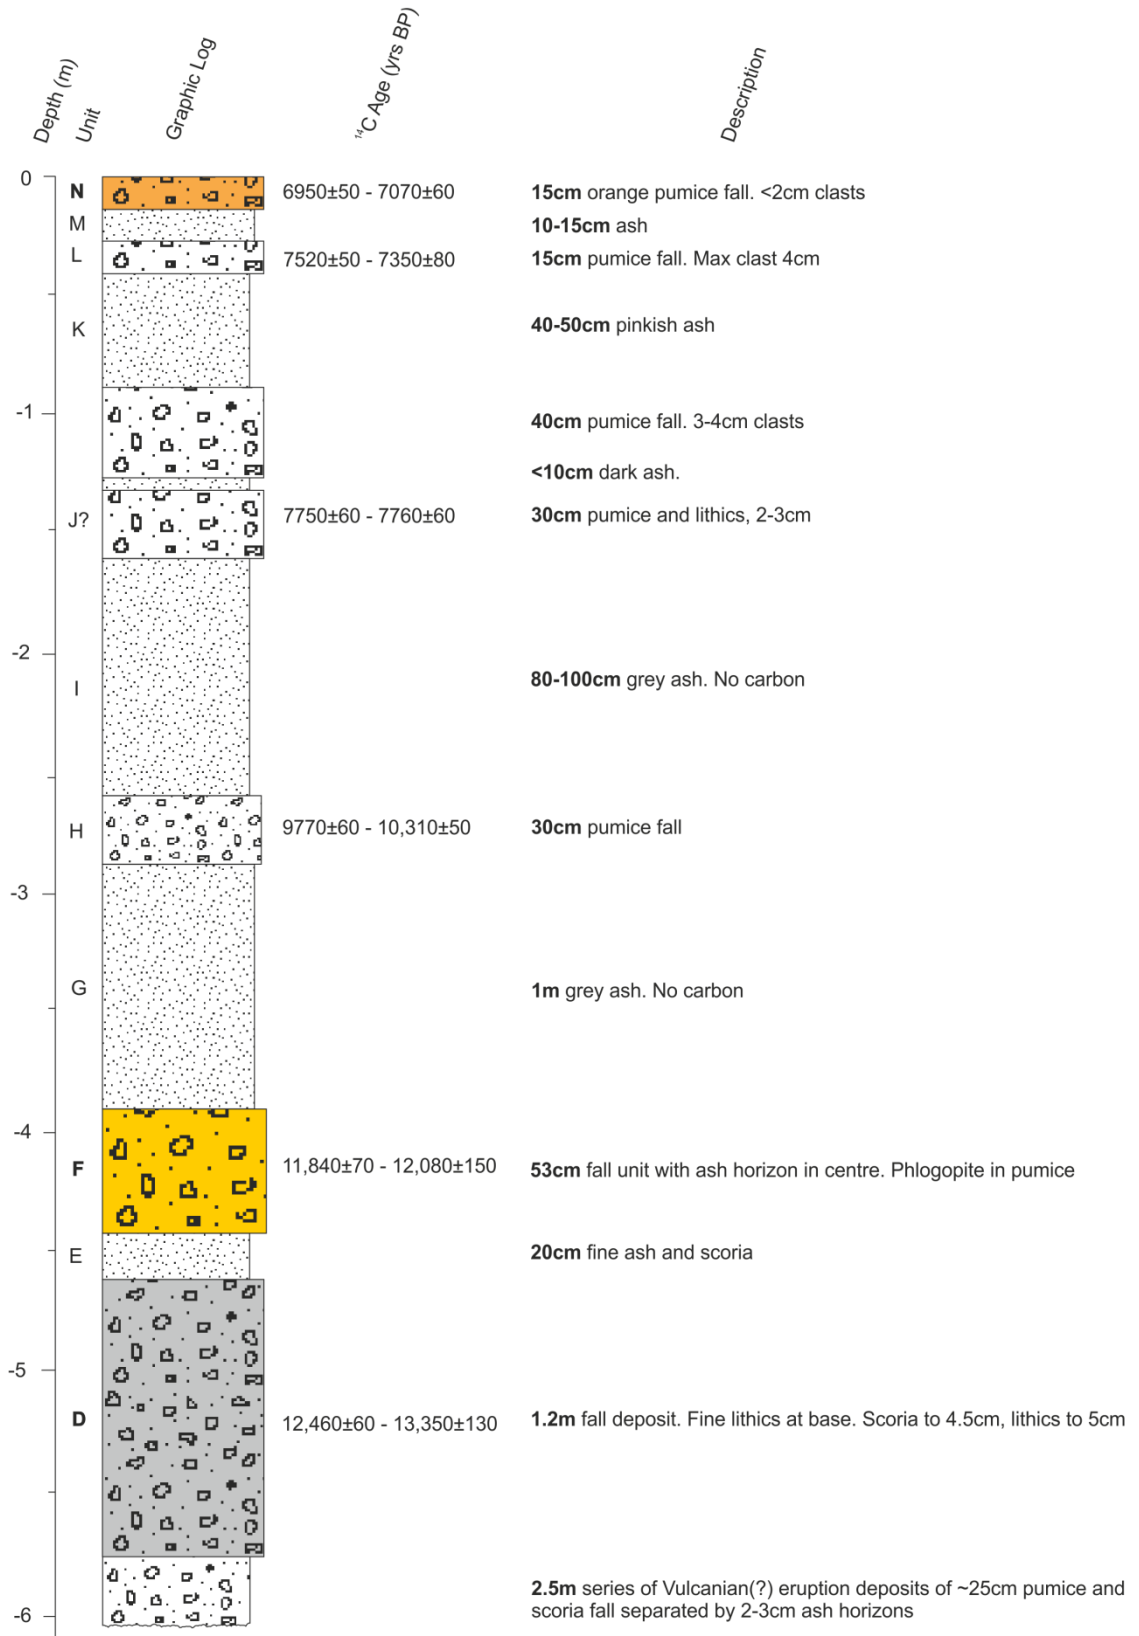 Depth (m)
Unit
Graphic Log
¹⁴C Age (yrs BP)
Description
0
N
6950±50 - 7070±60
15cm orange pumice fall. <2cm clasts
M
10-15cm ash
L
7520±50 - 7350±80
15cm pumice fall. Max clast 4cm
K
40-50cm pinkish ash
-1
40cm pumice fall. 3-4cm clasts
<10cm dark ash.
J?
7750±60 - 7760±60
30cm pumice and lithics, 2-3cm
-2
I
80-100cm grey ash. No carbon
H
9770±60 - 10,310±50
30cm pumice fall
-3
G
1m grey ash. No carbon
-4
F
11,840±70 - 12,080±150
53cm fall unit with ash horizon in centre. Phlogopite in pumice
E
20cm fine ash and scoria
-5
D
12,460±60 - 13,350±130
1.2m fall deposit. Fine lithics at base. Scoria to 4.5cm, lithics to 5cm
2.5m series of Vulcanian(?) eruption deposits of ~25cm pumice and
scoria fall separated by 2-3cm ash horizons
-6